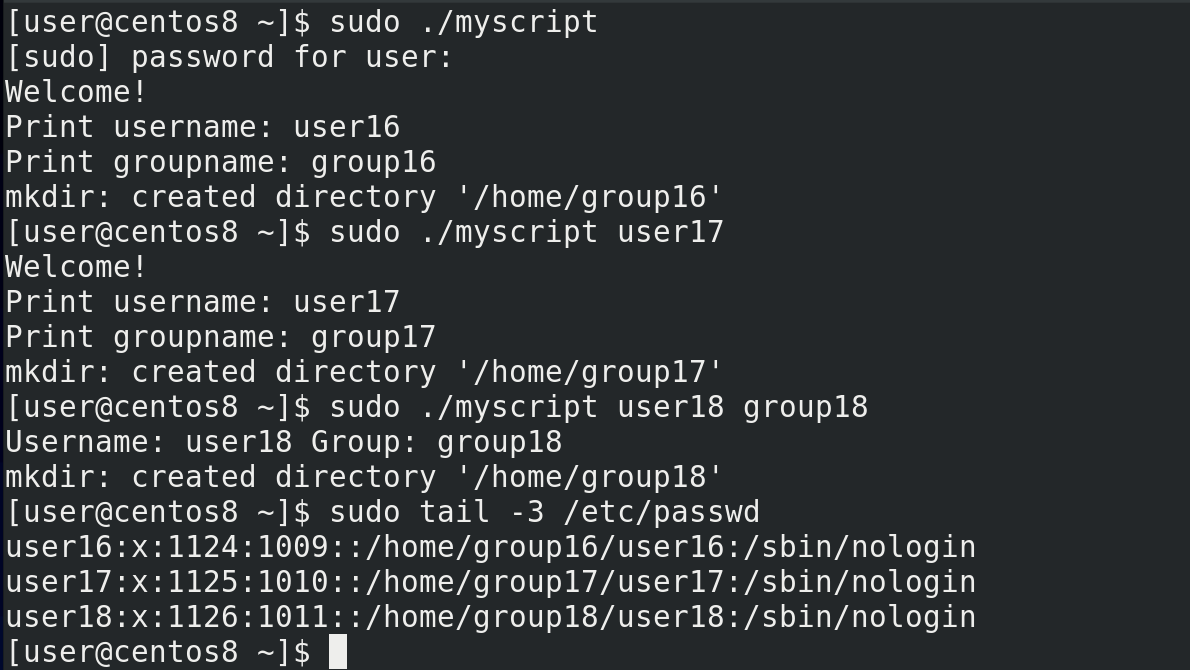 [user@centos8 ~]$ sudo ./myscript
[sudo] password for user:
Welcome!
Print username: user16
Print groupname: group16
mkdir: created directory '/home/group16'
[user@centos8 ~]$ sudo ./myscript user17
Welcome!
Print username: user17
Print groupname: group17
mkdir: created directory '/home/group17'
[user@centos8 ~]$ sudo ./myscript user18 group18
Username: user18 Group: group18
mkdir: created directory '/home/group18'
[user@centos8 ~]$ sudo tail -3 /etc/passwd
user16:x:1124:1009::/home/group16/user16:/sbin/nologin
user17:x:1125:1010::/home/group17/user17:/sbin/nologin
user18:x:1126:1011::/home/group18/user18:/sbin/nologin
[user@centos8 ~]$